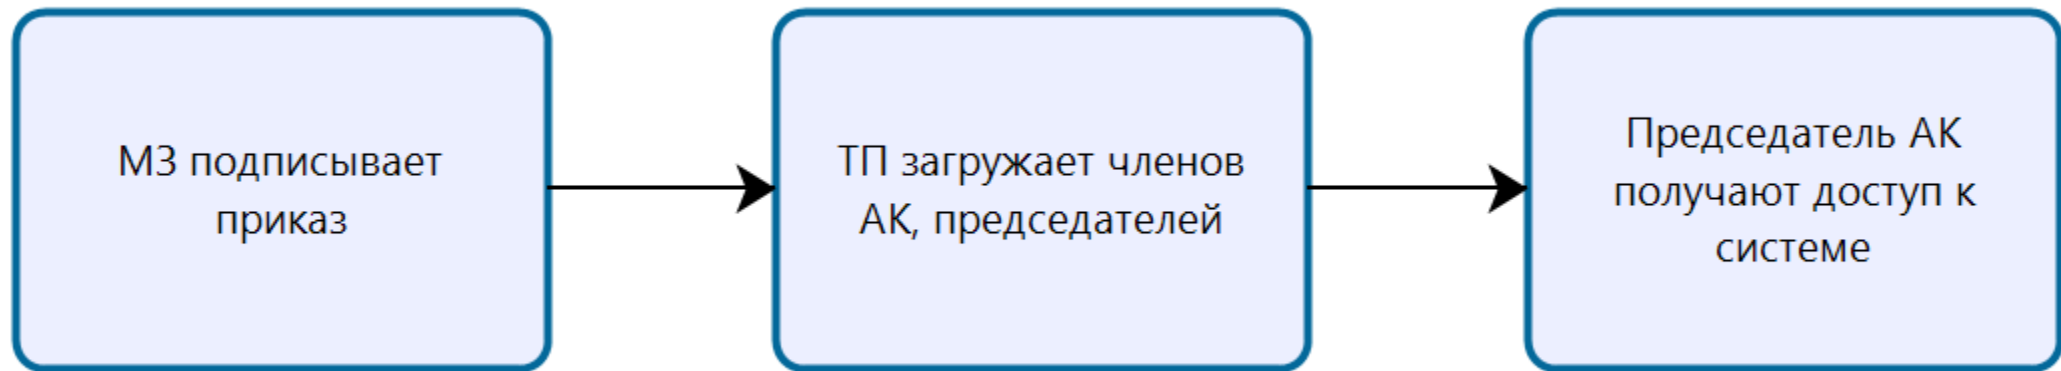 МЗ подписывает
приказ
ТП загружает членов
АК, председателей
Председатель АК
получают доступ к
системе